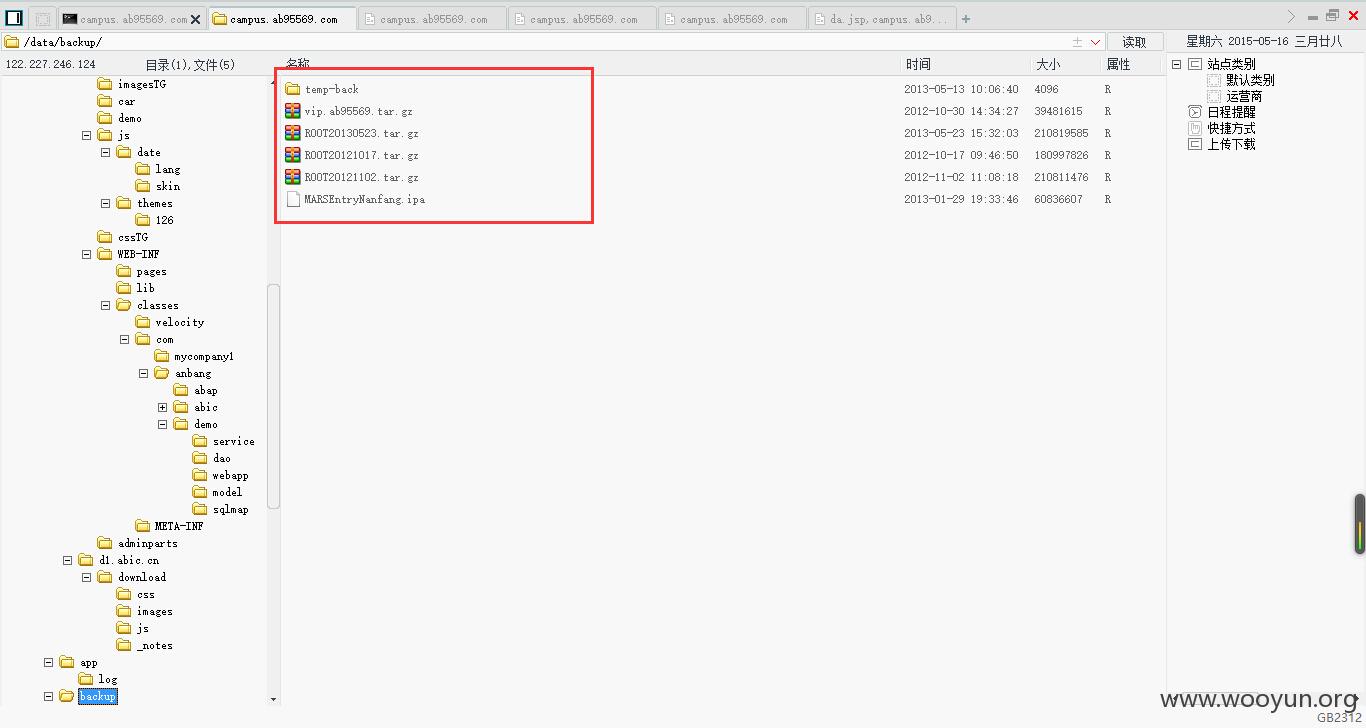 campus.ab95569.com
campus.ab95569.com
campus.ab95569.com
campus.ab95569.com
campus.ab95569.com
da.jsp,campus.ab9...
/data/backup/
读取
星期六 2015-05-16 三月廿八
122.227.246.124
目录(1),文件(5)
名称
时间
大小
属性
imagesTG
car
demo
js
date
lang
skin
themes
126
cssTG
WEB-INF
pages
lib
classes
velocity
com
mycompany1
anbang
abap
abic
demo
service
dao
webapp
model
sqlmap
META-INF
adminparts
d1.abic.cn
download
css
images
js
_notes
app
log
backup
temp-back 2013-05-13 10:06:40 4096 R
vip.ab95569.tar.gz 2012-10-30 14:34:27 39481615 R
ROOT20130523.tar.gz 2013-05-23 15:32:03 210819585 R
ROOT20121017.tar.gz 2012-10-17 09:46:50 180997826 R
ROOT20121102.tar.gz 2012-11-02 11:08:18 210811476 R
MARSEntryNanfang.ipa 2013-01-29 19:33:46 60836607 R
站点类别
默认类别
运营商
日程提醒
快捷方式
上传下载
www.wooyun.org
GB2312